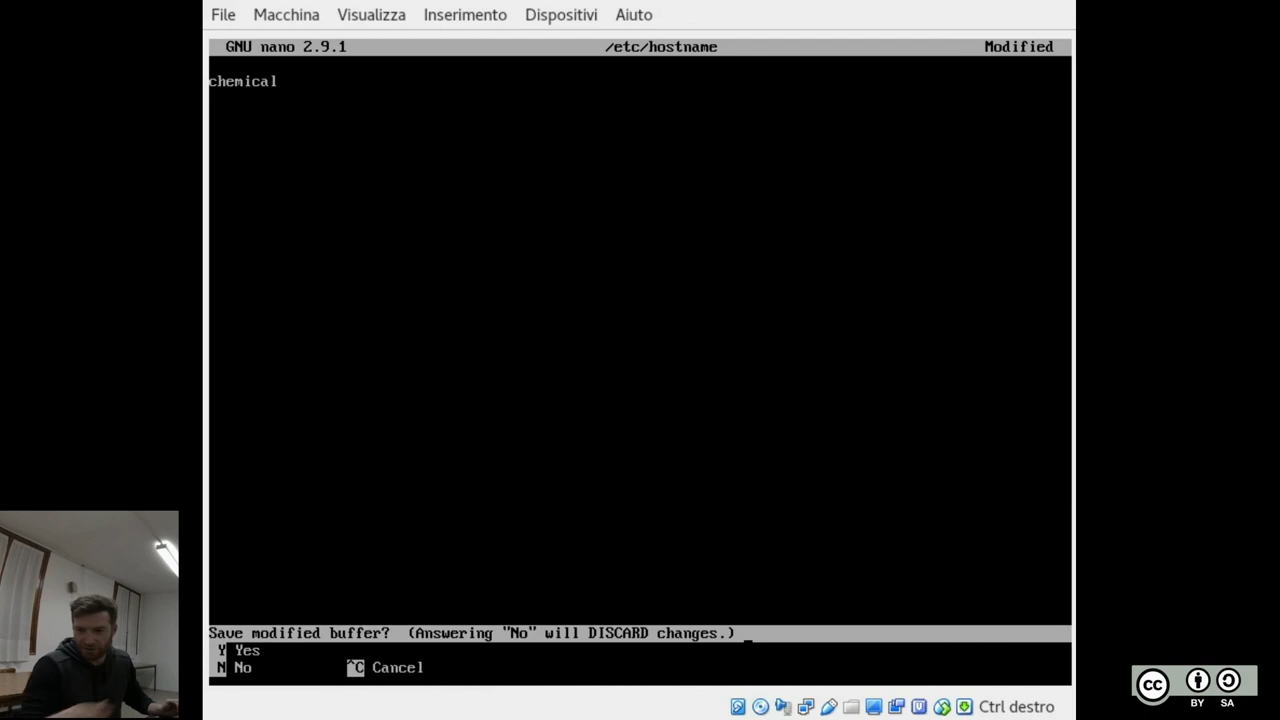 File Macchina Visualizza Inserimento Dispositivi Aiuto
GNU nano 2.9.1 /etc/hostname Modified
chemical
Save modified buffer? (Answering "No" will DISCARD changes.)
Y Yes
N No ^C Cancel
Ctrl destro
cc
BY SA